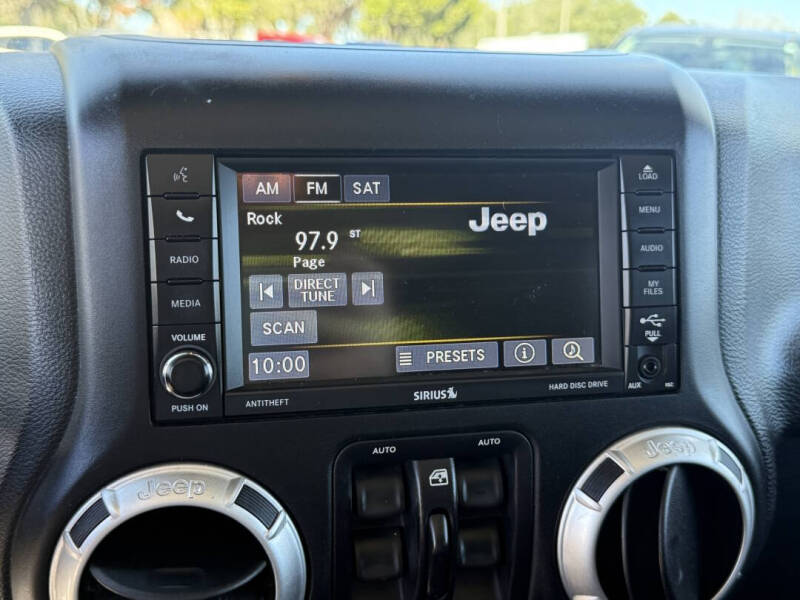 AM FM SAT
Rock
Jeep
97.9 ST
Page
DIRECT
TUNE
SCAN
10:00 PRESETS
RADIO
MEDIA
VOLUME
PUSH ON
LOAD
MENU
AUDIO
MY
FILES
PULL
AUX
ANTITHEFT SIRIUS HARD DISC DRIVE
AUTO AUTO
Jeep Jeep